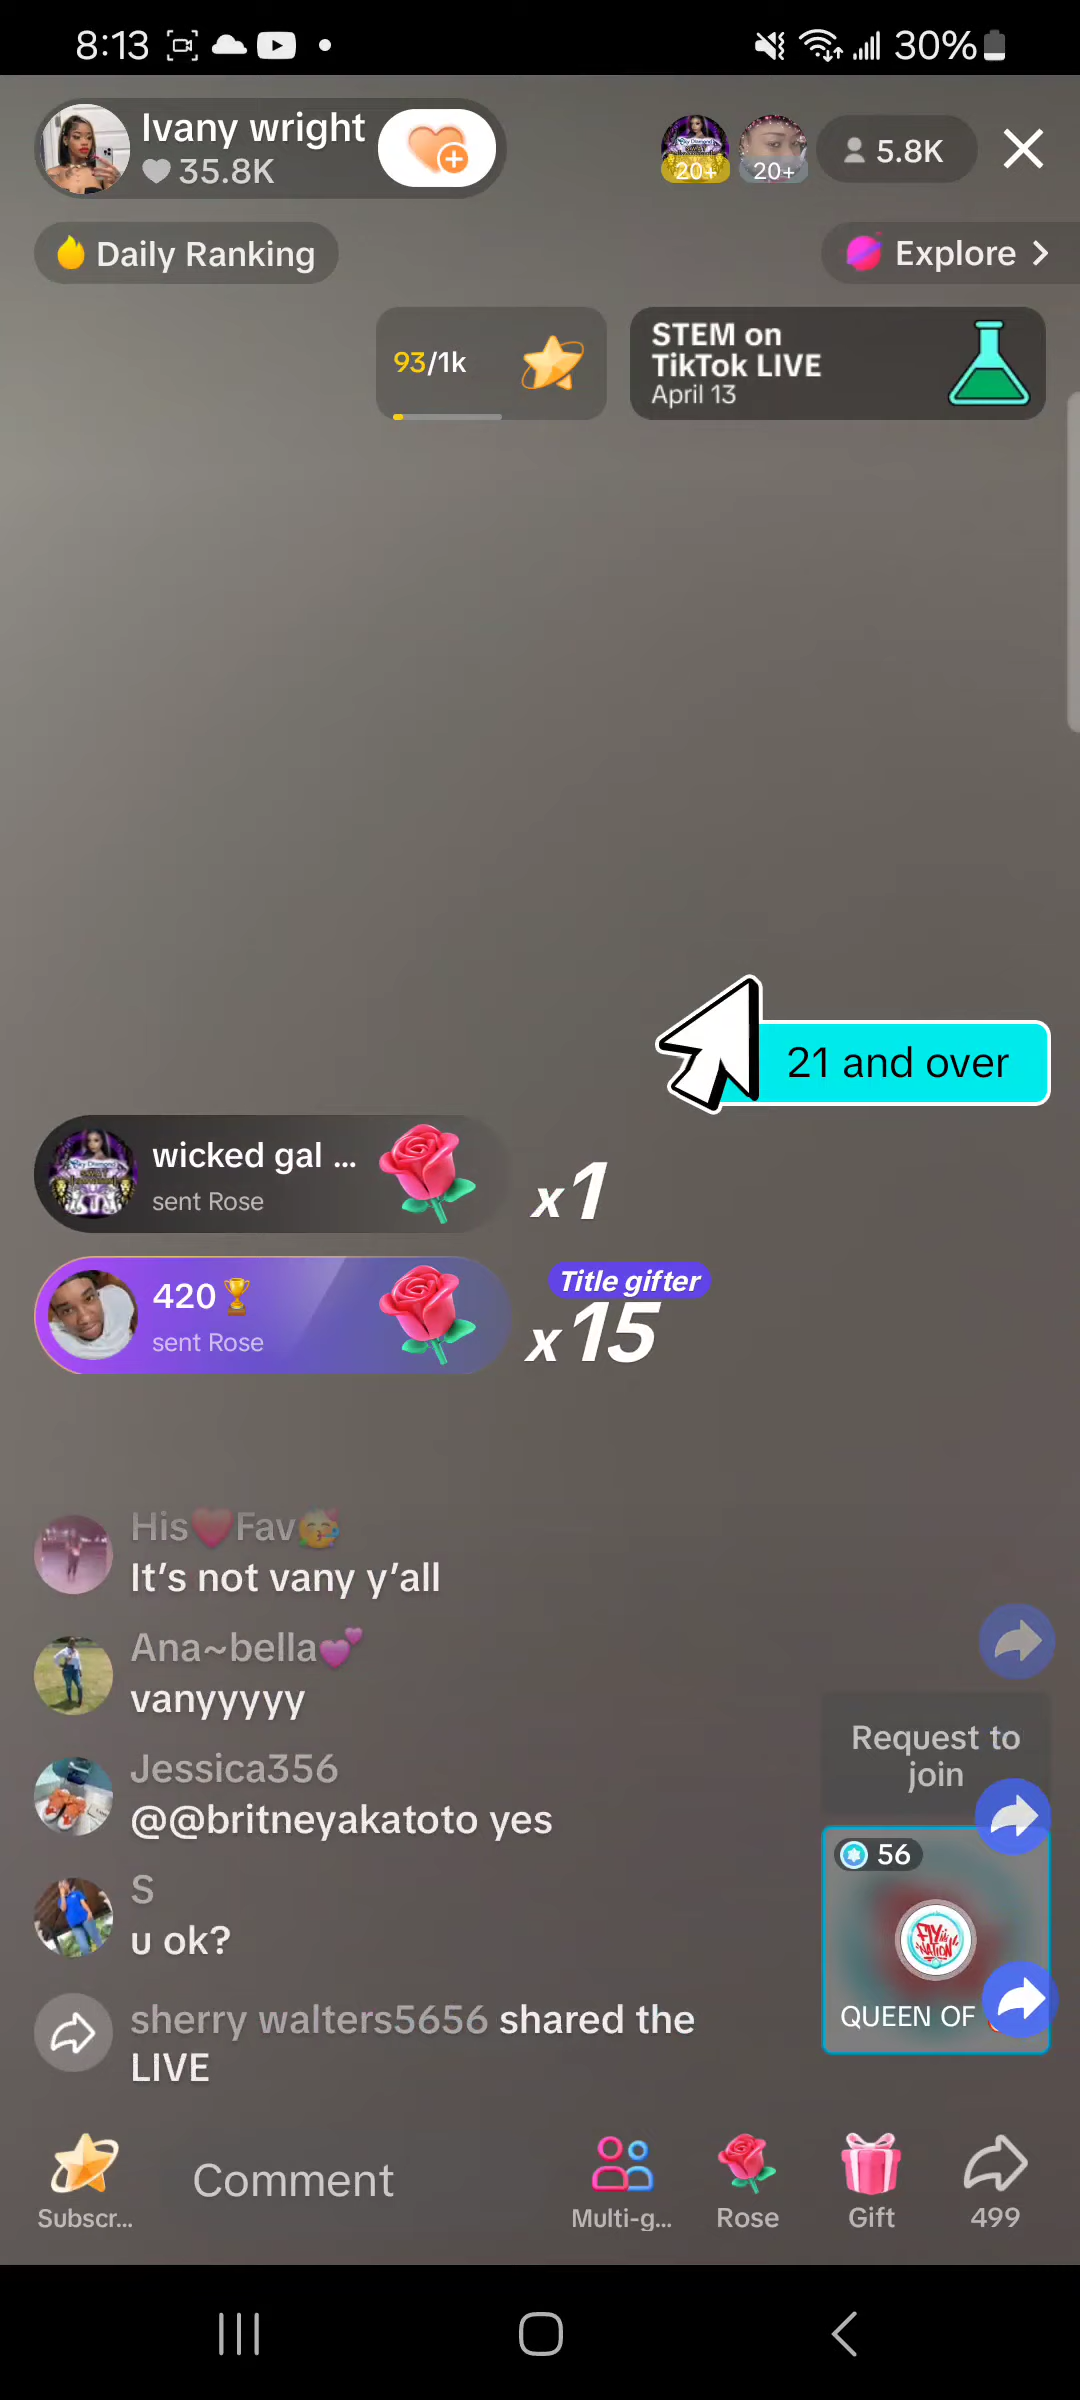 8:13
30%
Ivany wright
35.8K
20+
20+
5.8K
Daily Ranking
Explore
93/1k
STEM on
TikTok LIVE
April 13
21 and over
wicked gal ...
sent Rose
x1
420
sent Rose
Title gifter
x15
His❤️Fav🥰
It's not vany y'all
Ana~bella💕
vanyyyyy
Jessica356
@@britneyakatoto yes
S
u ok?
sherry walters5656 shared the
LIVE
Request to
join
56
FLY
NATION
QUEEN OF
Subscr...
Comment
Multi-g...
Rose
Gift
499